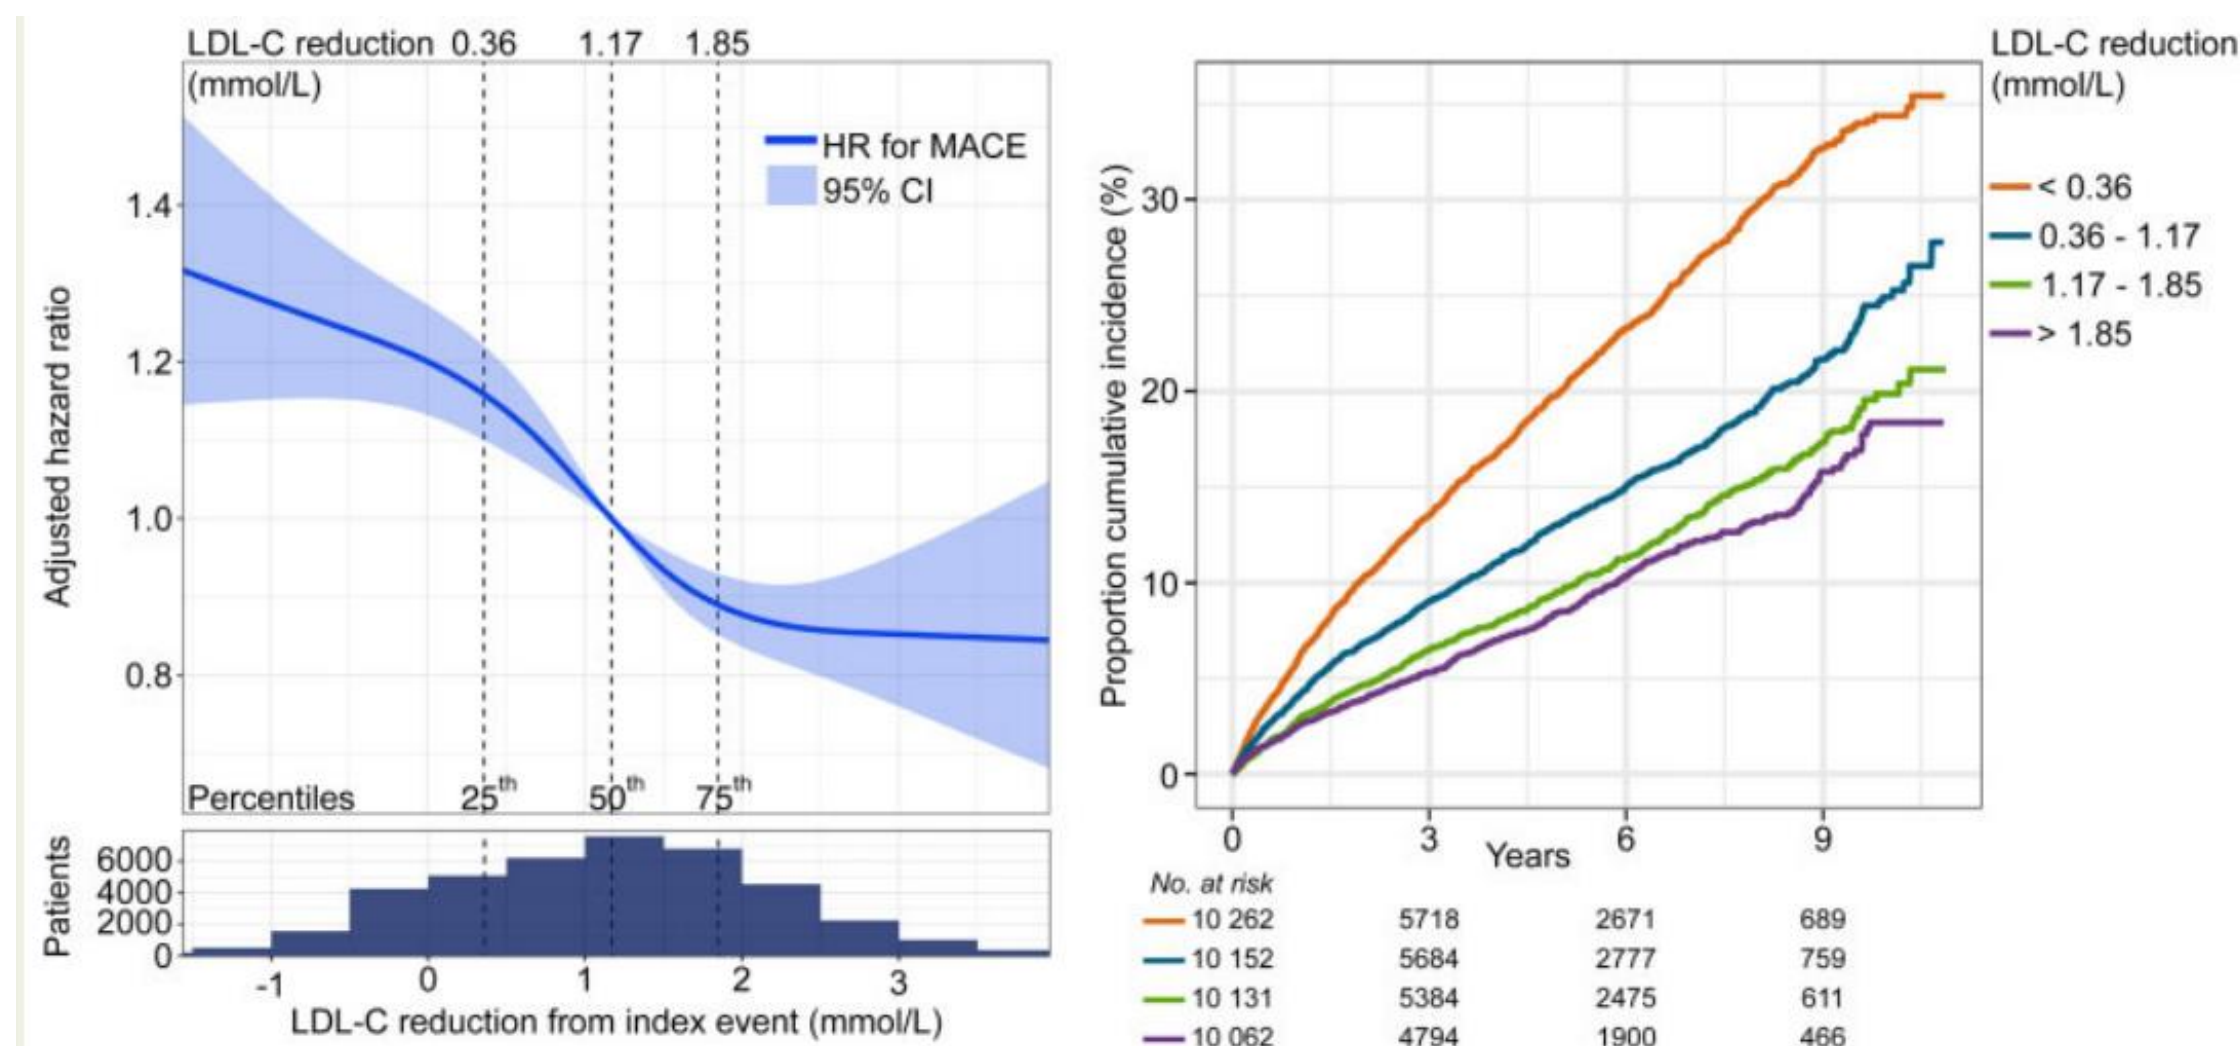 LDL-C reduction 0.36 1.17 1.85
(mmol/L)
HR for MACE
95% CI
Adjusted hazard ratio
1.4
1.2
1.0
0.8
Percentiles 25th 50th 75th
Patients
6000
4000
2000
0
-1 0 1 2 3
LDL-C reduction from index event (mmol/L)
Proportion cumulative incidence (%)
30
20
10
0
0 3 6 9
Years
LDL-C reduction
(mmol/L)
< 0.36
0.36 - 1.17
1.17 - 1.85
> 1.85
No. at risk
10 262 5718 2671 689
10 152 5684 2777 759
10 131 5384 2475 611
10 062 4794 1900 466